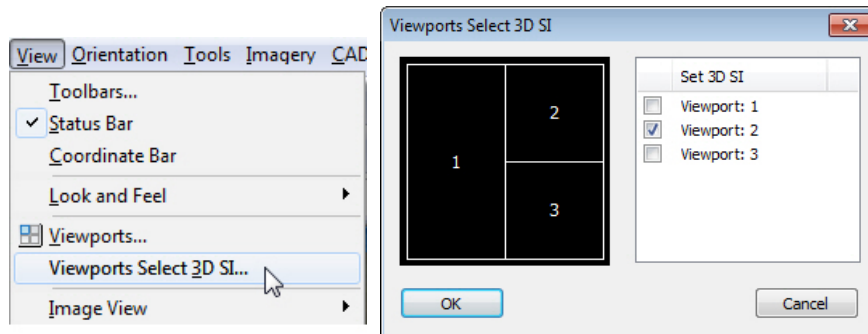 View Orientation Tools Imagery CAD
Toolbars...
Status Bar
Coordinate Bar
Look and Feel
Viewports...
Viewports Select 3D SI...
Image View
Viewports Select 3D SI
1
2
3
Set 3D SI
Viewport: 1
Viewport: 2
Viewport: 3
OK
Cancel